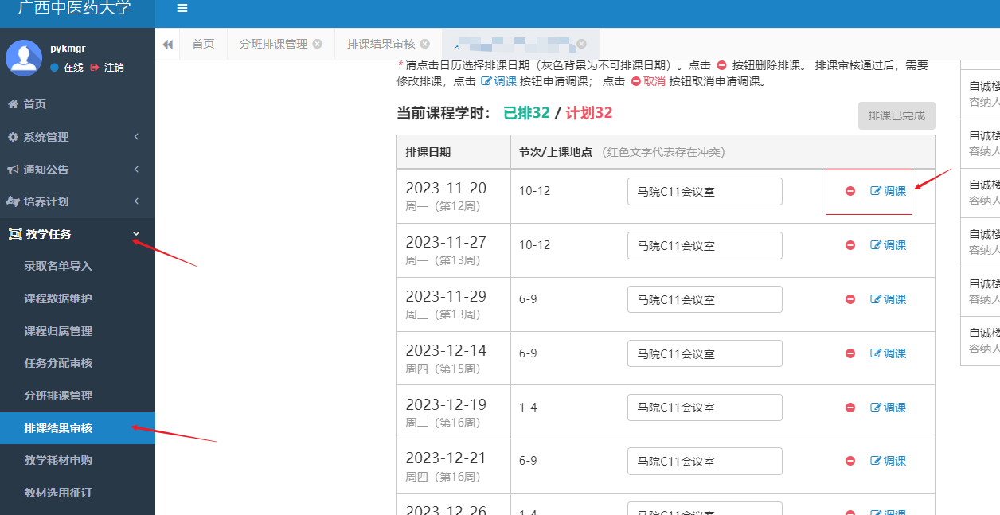 广西中医药大学
pykmgr
在线 注销
首页
系统管理
通知公告
培养计划
教学任务
录取名单导入
课程数据维护
课程归属管理
任务分配审核
分班排课管理
排课结果审核
教学耗材申购
教材选用征订
首页 分班排课管理 排课结果审核
*请点击日历选择排课日期（灰色背景为不可排课日期）。点击 按钮删除排课。 排课审核通过后，需要
修改排课，点击 调课 按钮申请调课； 点击 取消 按钮取消申请调课。
当前课程学时： 已排32 / 计划32
排课已完成
排课日期 节次/上课地点 （红色文字代表存在冲突）
2023-11-20 10-12 马院C11会议室 调课
周一（第12周）
2023-11-27 10-12 马院C11会议室 调课
周一（第13周）
2023-11-29 6-9 马院C11会议室 调课
周三（第13周）
2023-12-14 6-9 马院C11会议室 调课
周四（第15周）
2023-12-19 1-4 马院C11会议室 调课
周二（第16周）
2023-12-21 6-9 马院C11会议室 调课
周四（第16周）
2023-12-26 1-4 马院C11会议室 调课
自诚楼
容纳人
自诚楼
容纳人
自诚楼
容纳人
自诚楼
容纳人
自诚楼
容纳人
自诚楼
容纳人